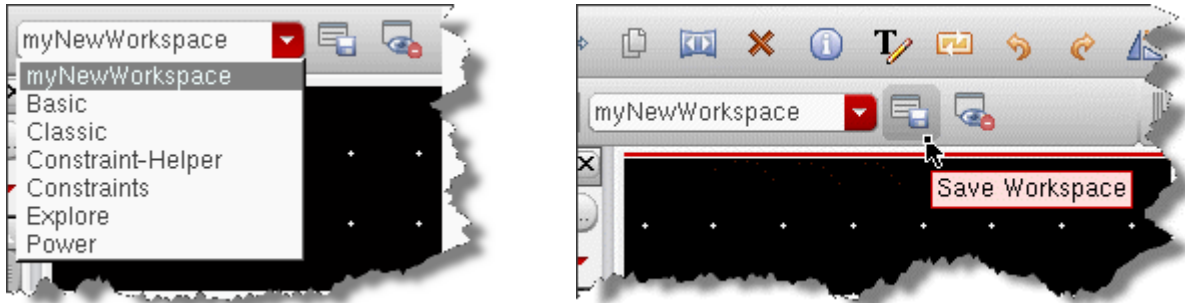 myNewWorkspace
myNewWorkspace
Basic
Classic
Constraint-Helper
Constraints
Explore
Power
myNewWorkspace
Save Workspace